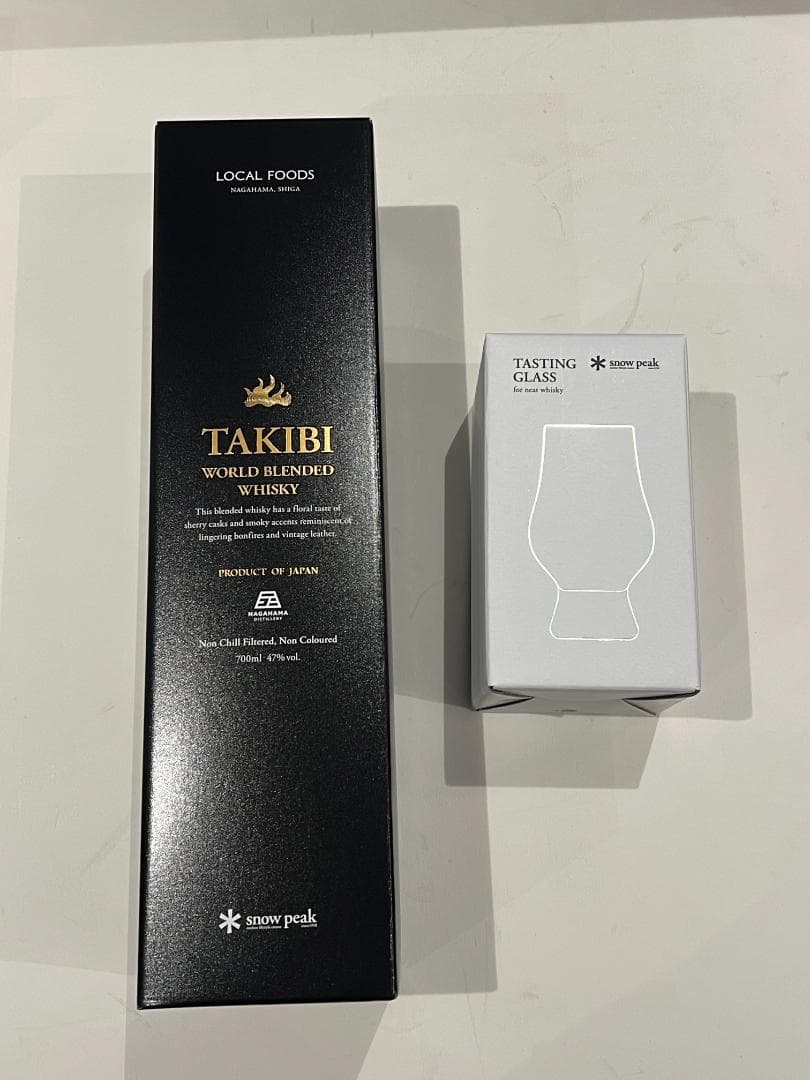 LOCAL FOODS
NAGAHAMA, SHIGA
TAKIBI
WORLD BLENDED
WHISKY
This blended whisky has a floral taste of
sherry casks and smoky accents reminiscent of
lingering bonfires and vintage leather.
PRODUCT OF JAPAN
NAGAHAMA
DISTILLERY
Non Chill Filtered, Non Coloured
700ml 47% vol.
snow peak
TASTING
GLASS
for neat whisky
snow peak